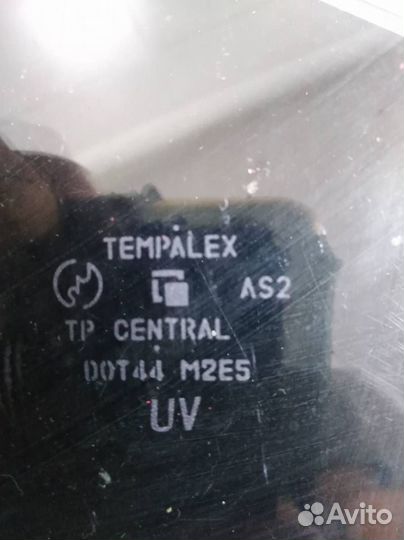 TEMPALEX
AS2
TP CENTRAL
DOT44 M2E5
UV
Avito